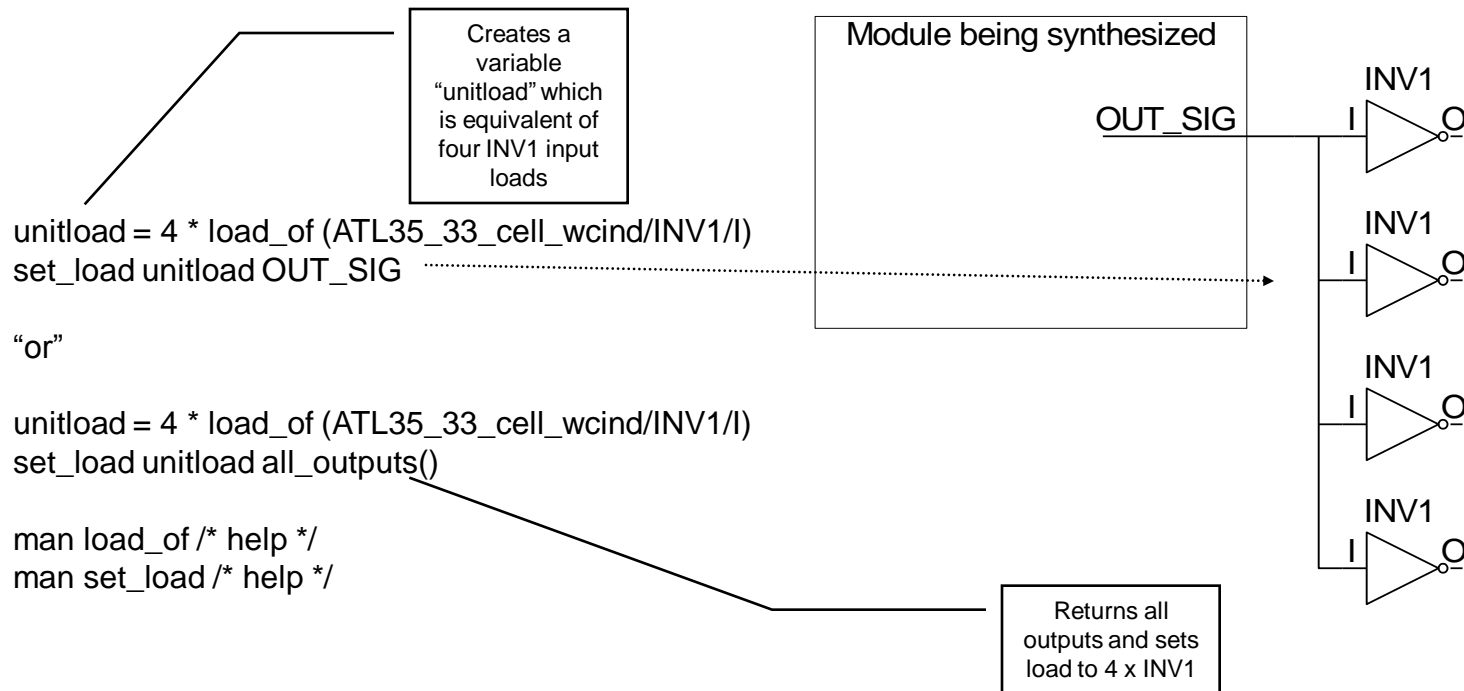 Creates a
variable
“unitload” which
is equivalent of
four INV1 input
loads
Module being synthesized
OUT_SIG
INV1
I
O
INV1
I
O
INV1
I
O
INV1
I
O
unitload = 4 * load_of (ATL35_33_cell_wcind/INV1/I)
set_load unitload OUT_SIG
“or”
unitload = 4 * load_of (ATL35_33_cell_wcind/INV1/I)
set_load unitload all_outputs()
man load_of /* help */
man set_load /* help */
Returns all
outputs and sets
load to 4 x INV1